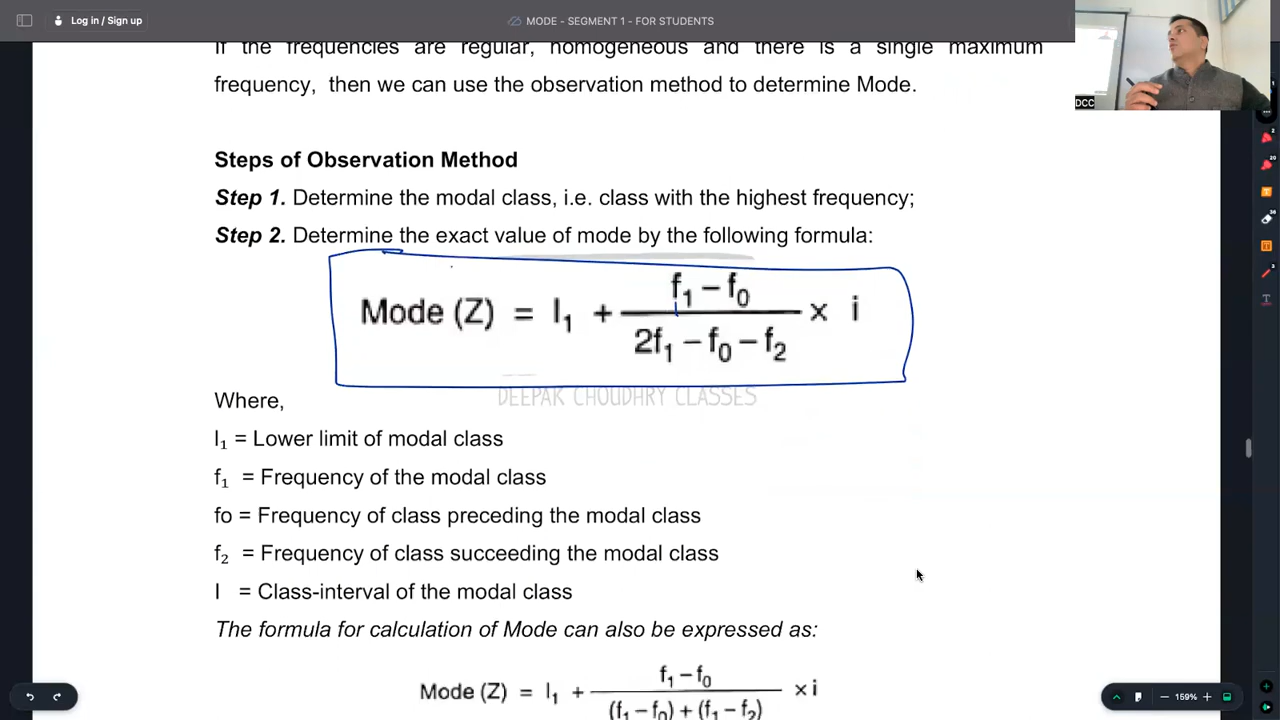 Log in / Sign up
MODE - SEGMENT 1 - FOR STUDENTS
If the frequencies are regular, homogeneous and there is a single maximum
frequency, then we can use the observation method to determine Mode.
DCC
Steps of Observation Method
Step 1. Determine the modal class, i.e. class with the highest frequency;
Step 2. Determine the exact value of mode by the following formula:
Mode (Z) = l₁ + (f₁ − f₀) / (2f₁ − f₀ − f₂) × i
DEEPAK CHOUDHRY CLASSES
Where,
l₁ = Lower limit of modal class
f₁ = Frequency of the modal class
fo = Frequency of class preceding the modal class
f₂ = Frequency of class succeeding the modal class
I = Class-interval of the modal class
The formula for calculation of Mode can also be expressed as:
Mode (Z) = l₁ + (f₁ − f₀) / ((f₁ − f₀) + (f₁ − f₂)) × i
159%